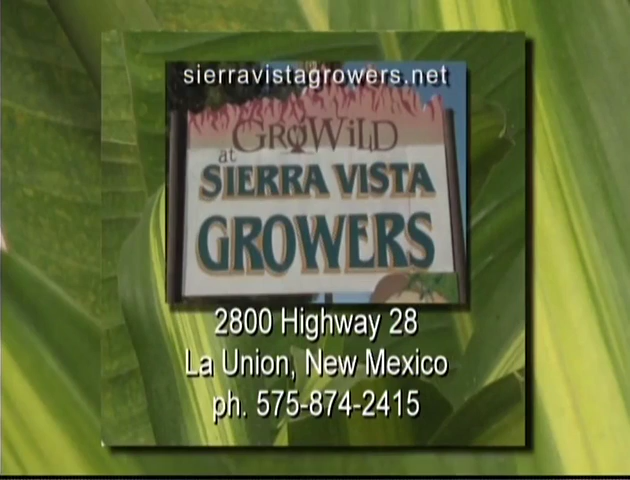 sierravistagrowers.net
GROWiLD
at
SIERRA VISTA
GROWERS
2800 Highway 28
La Union, New Mexico
ph. 575-874-2415